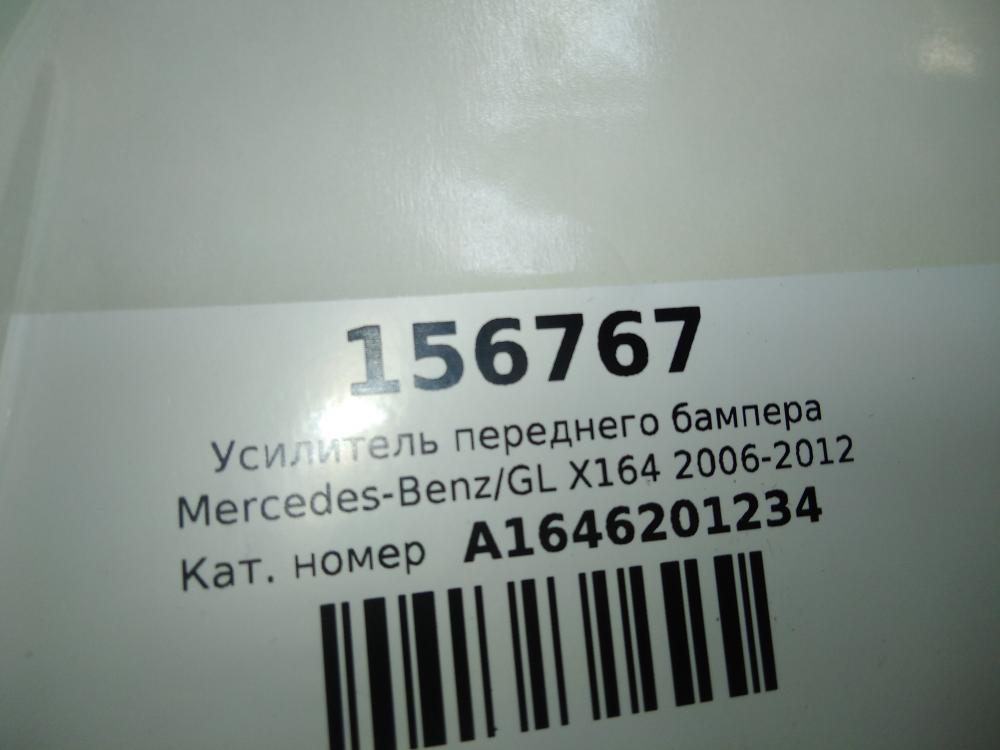 156767
Усилитель переднего бампера
Mercedes-Benz/GL X164 2006-2012
Кат. номер A1646201234